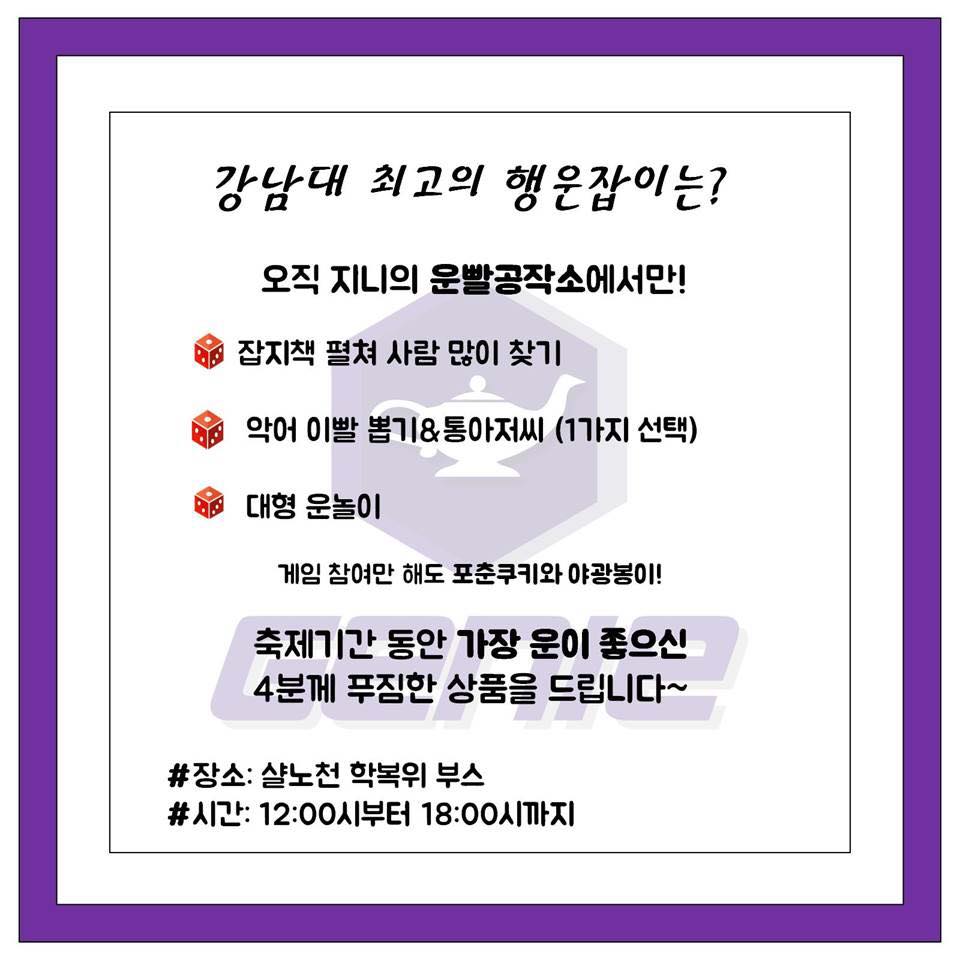 강남대 최고의 행운잡이는?
오직 지니의 운빨공작소에서만!
잡지책 펼쳐 사람 많이 찾기
악어 이빨 뽑기&통아저씨 (1가지 선택)
대형 윷놀이
게임 참여만 해도 포춘쿠키와 야광봉이!
Genie
축제기간 동안 가장 운이 좋으신
4분께 푸짐한 상품을 드립니다~
#장소: 샬노천 학복위 부스
#시간: 12:00시부터 18:00시까지